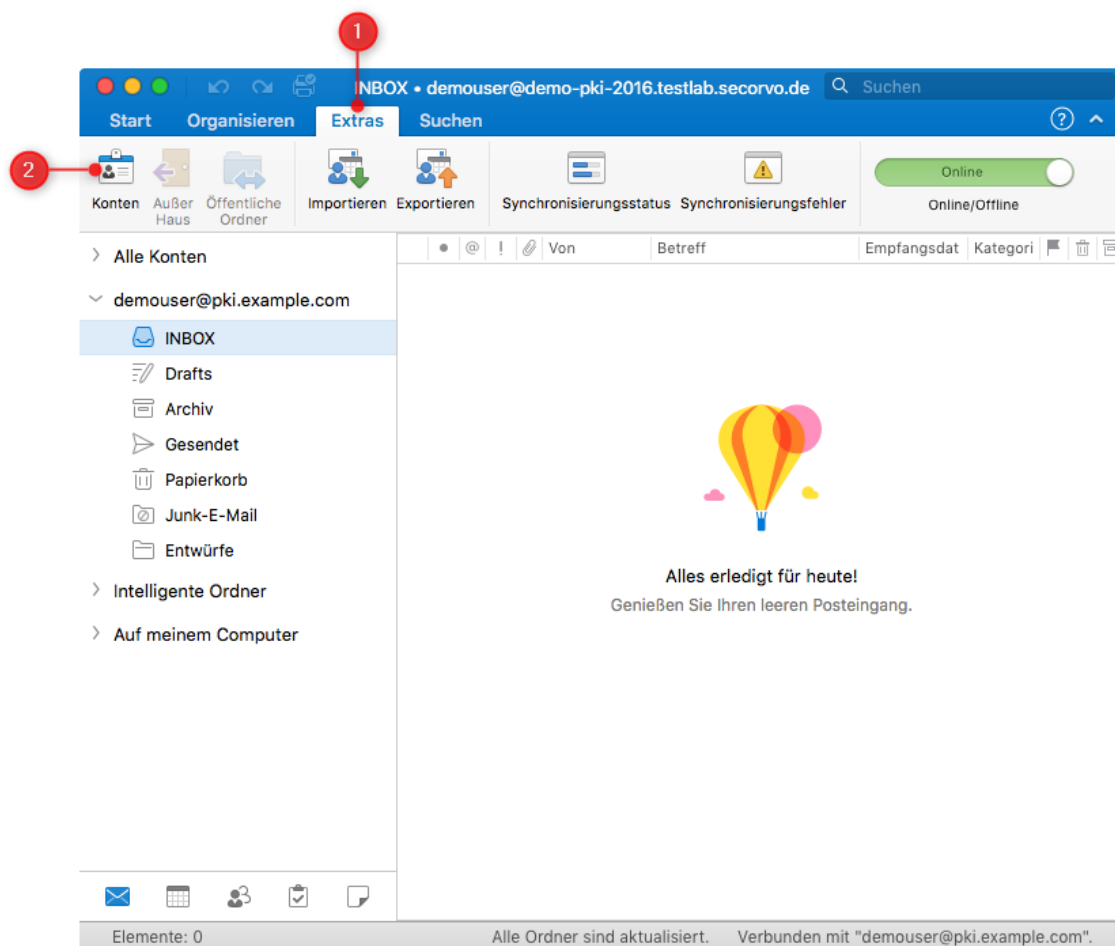 1
INBOX • demouser@demo-pki-2016.testlab.secorvo.de
Suchen
Start Organisieren Extras Suchen
?
2
Online
Konten Außer Haus Öffentliche Ordner Importieren Exportieren Synchronisierungsstatus Synchronisierungsfehler Online/Offline
@ ! Von Betreff Empfangsdat Kategori
Alle Konten
demouser@pki.example.com
INBOX
Drafts
Archiv
Gesendet
Papierkorb
Junk-E-Mail
Entwürfe
Intelligente Ordner
Auf meinem Computer
Alles erledigt für heute!
Genießen Sie Ihren leeren Posteingang.
Elemente: 0 Alle Ordner sind aktualisiert. Verbunden mit "demouser@pki.example.com".